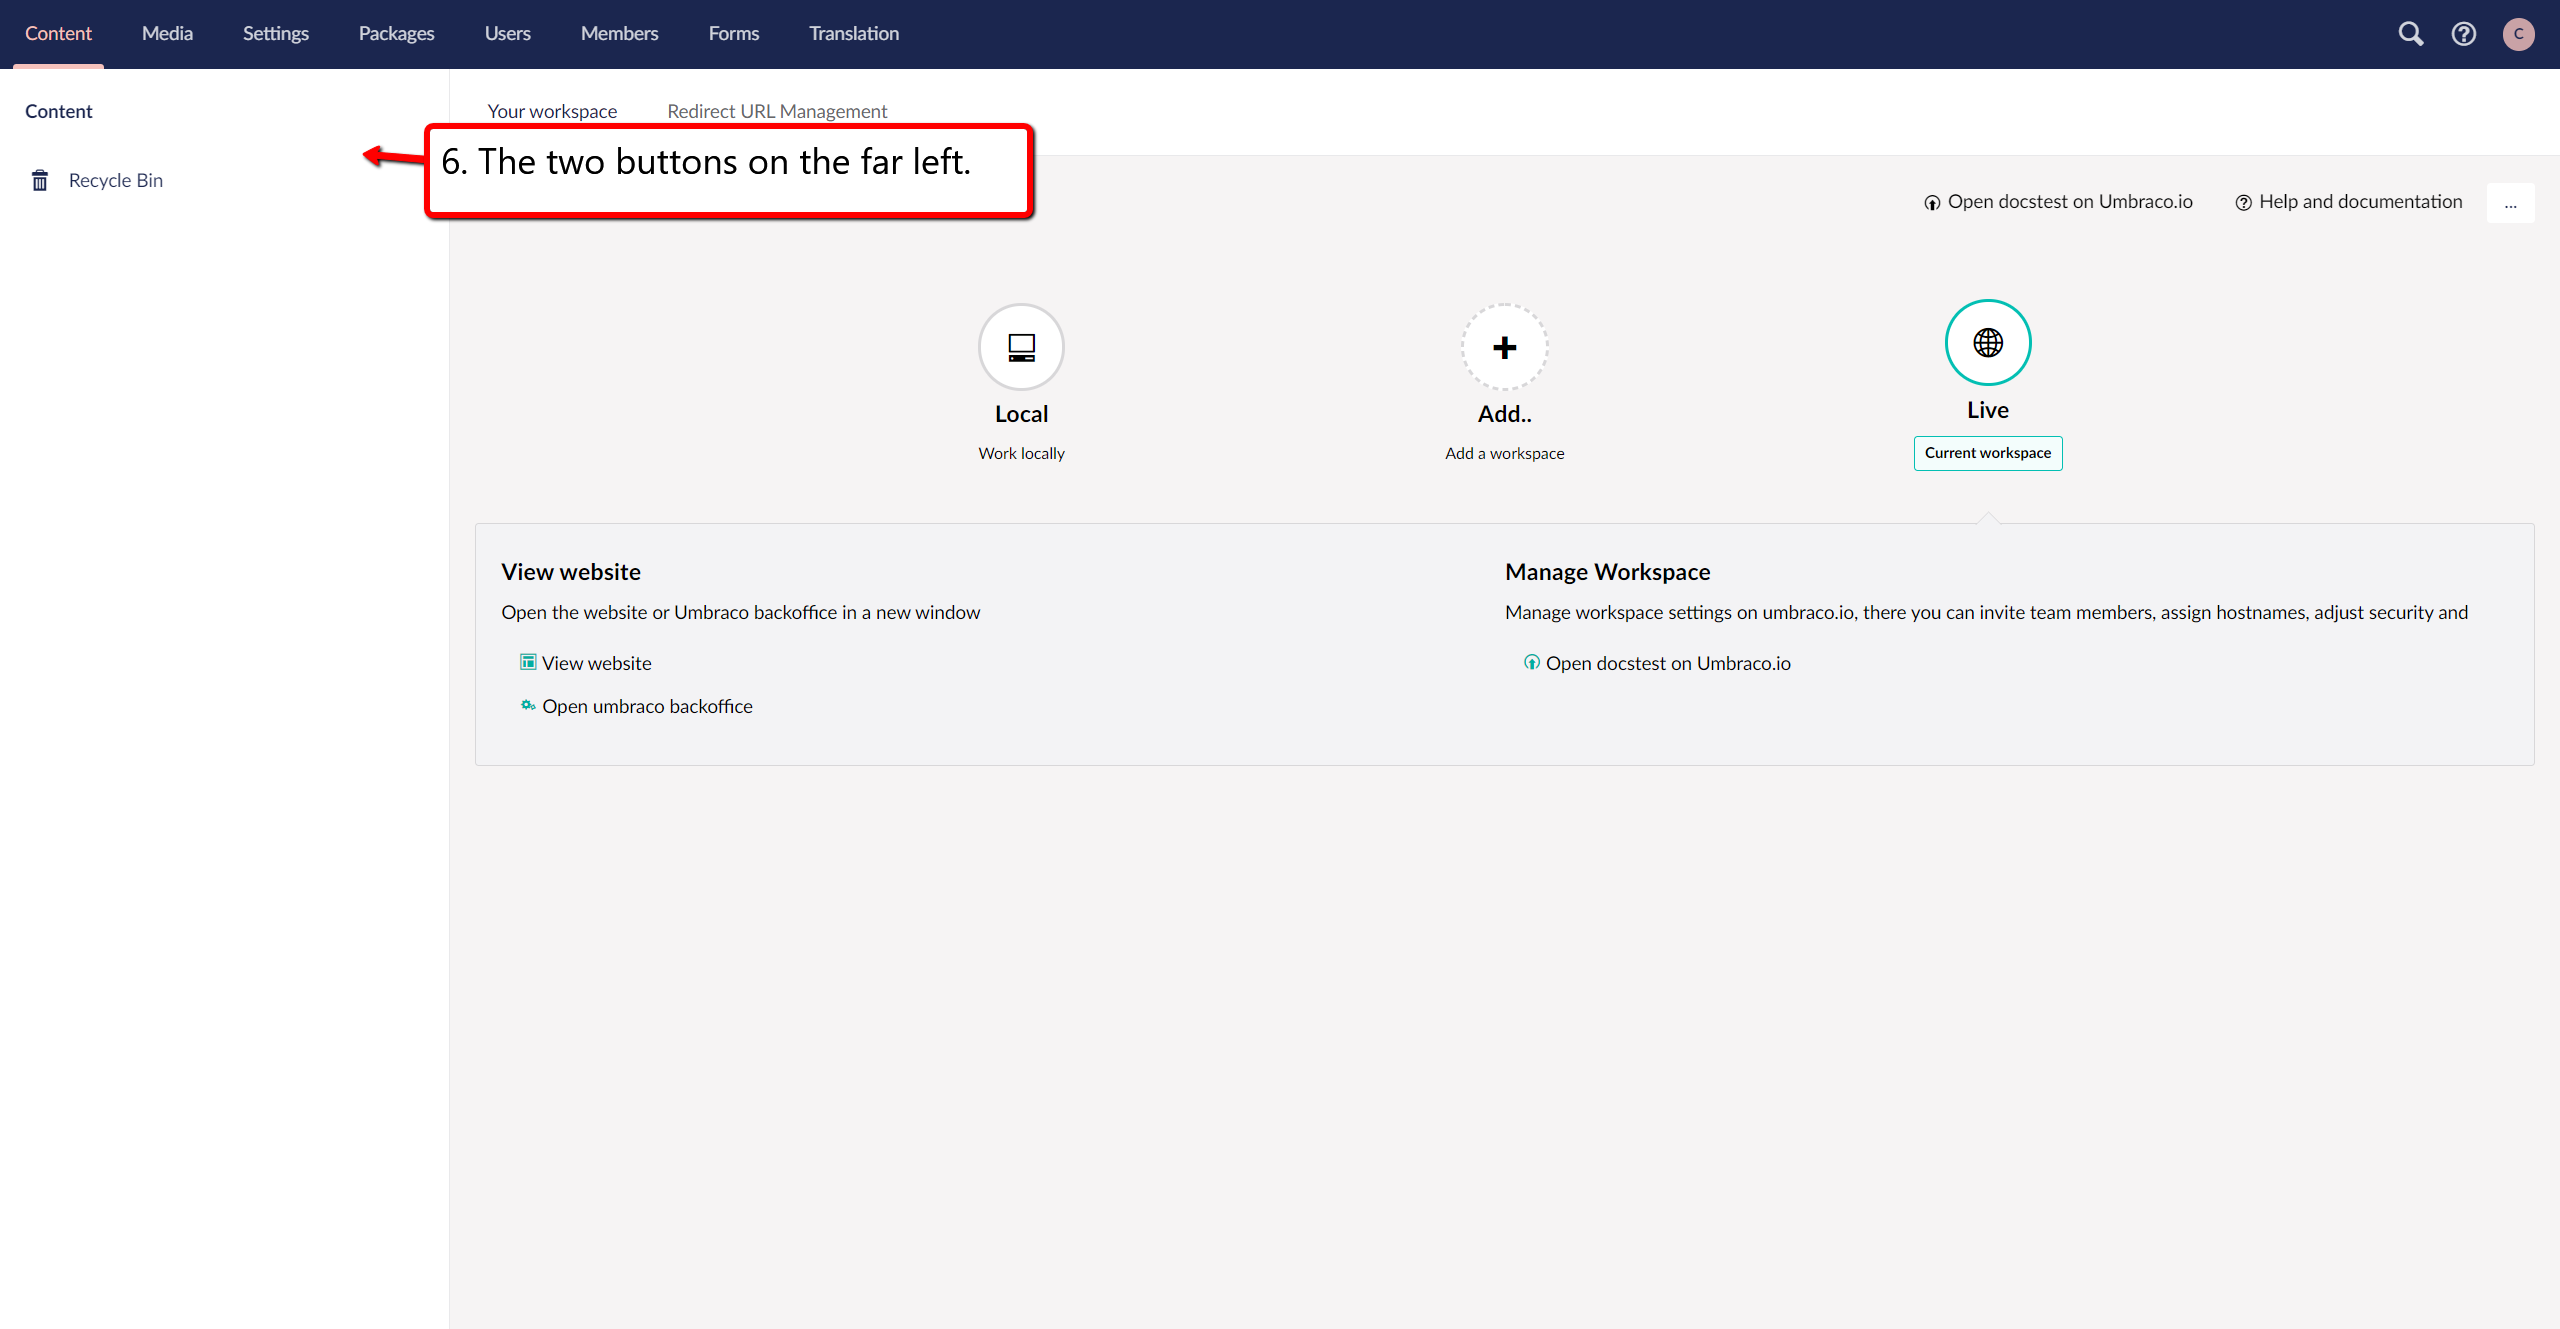 Content Media Settings Packages Users Members Forms Translation C
Content
Recycle Bin
Your workspace Redirect URL Management
6. The two buttons on the far left.
Open docstest on Umbraco.io Help and documentation ...
Local
Work locally
Add..
Add a workspace
Live
Current workspace
View website
Open the website or Umbraco backoffice in a new window
View website
Open umbraco backoffice
Manage Workspace
Manage workspace settings on umbraco.io, there you can invite team members, assign hostnames, adjust security and
Open docstest on Umbraco.io